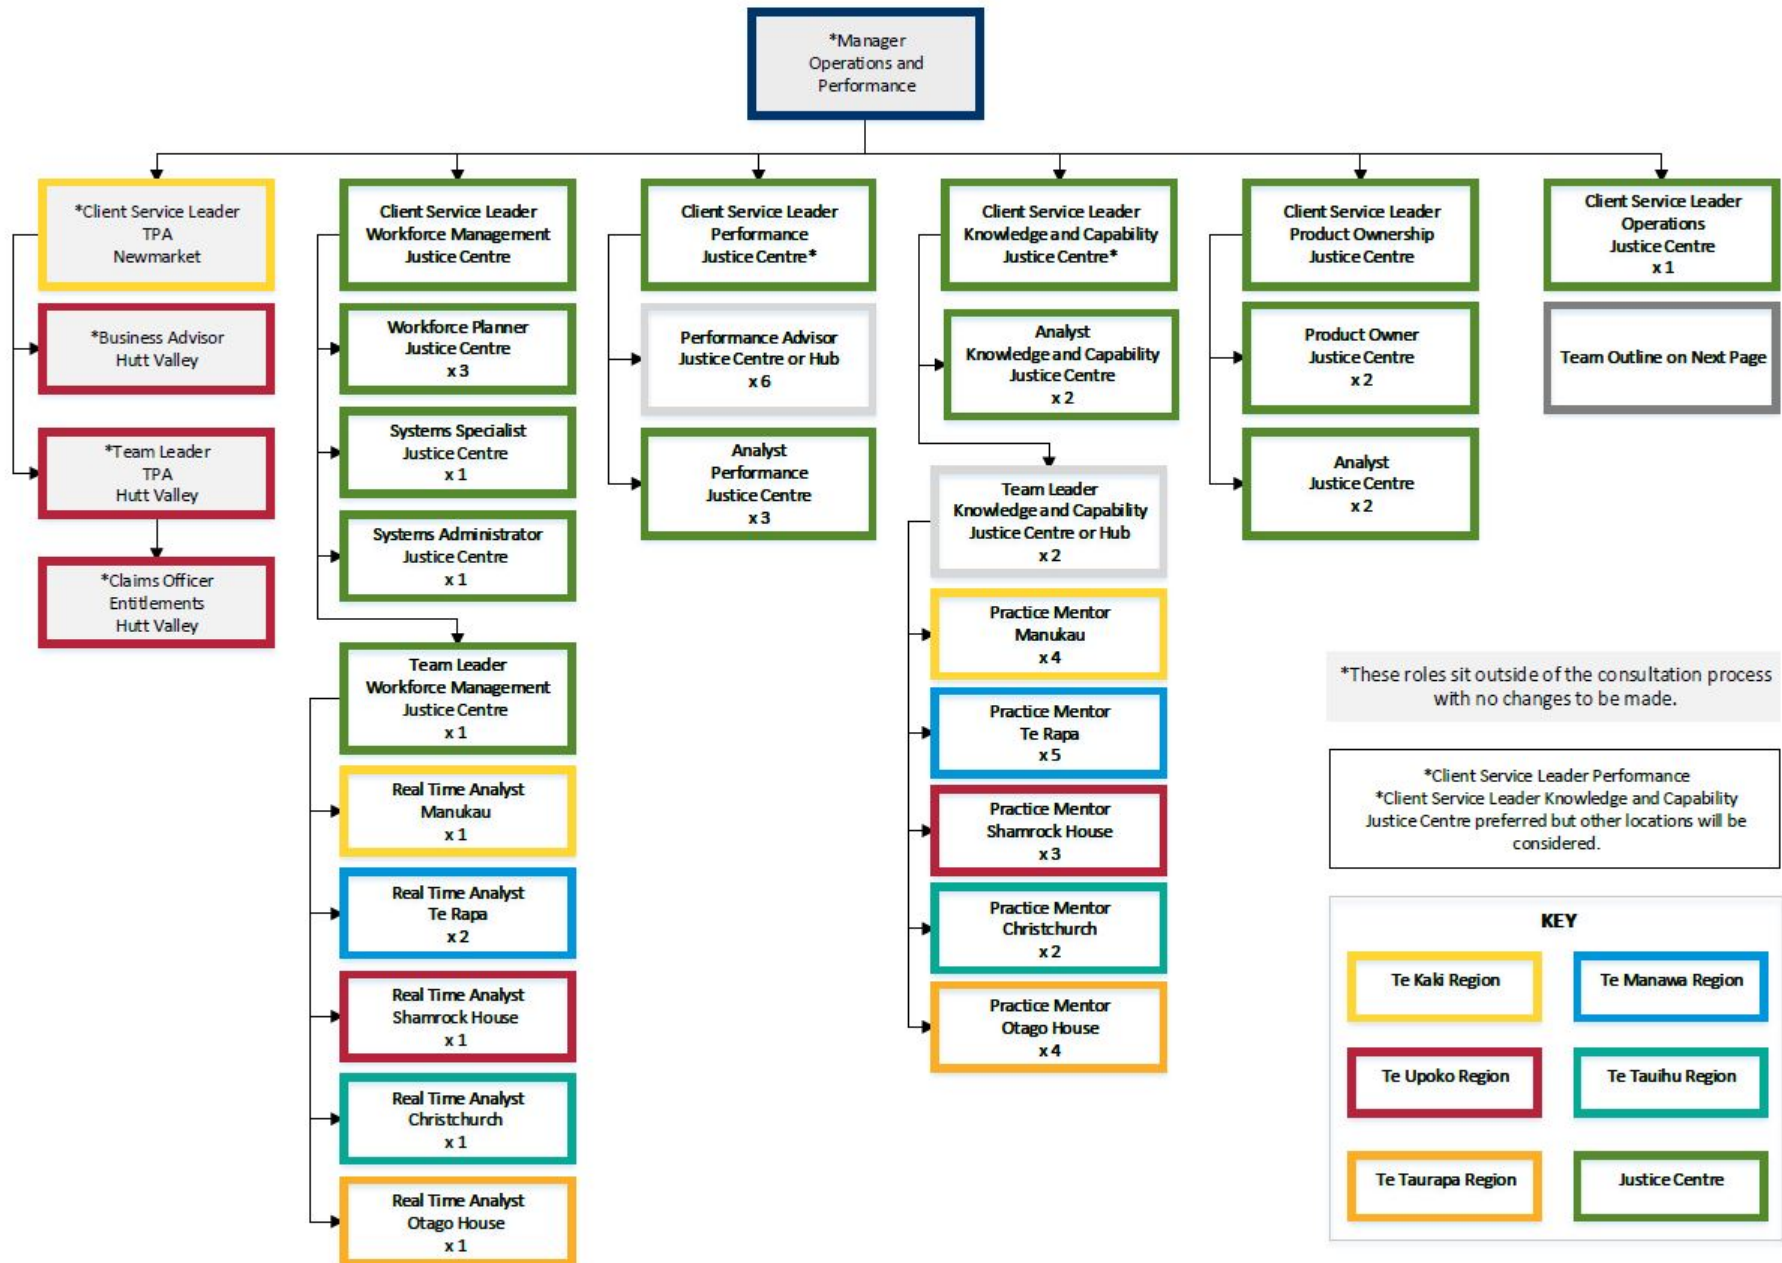 *Manager
Operations and
Performance
*Client Service Leader
TPA
Newmarket
*Business Advisor
Hutt Valley
*Team Leader
TPA
Hutt Valley
*Claims Officer
Entitlements
Hutt Valley
Client Service Leader
Workforce Management
Justice Centre
Workforce Planner
Justice Centre
x 3
Systems Specialist
Justice Centre
x 1
Systems Administrator
Justice Centre
x 1
Team Leader
Workforce Management
Justice Centre
x 1
Real Time Analyst
Manukau
x 1
Real Time Analyst
Te Rapa
x 2
Real Time Analyst
Shamrock House
x 1
Real Time Analyst
Christchurch
x 1
Real Time Analyst
Otago House
x 1
Client Service Leader
Performance
Justice Centre*
Performance Advisor
Justice Centre or Hub
x 6
Analyst
Performance
Justice Centre
x 3
Client Service Leader
Knowledge and Capability
Justice Centre*
Analyst
Knowledge and Capability
Justice Centre
x 2
Team Leader
Knowledge and Capability
Justice Centre or Hub
x 2
Practice Mentor
Manukau
x 4
Practice Mentor
Te Rapa
x 5
Practice Mentor
Shamrock House
x 3
Practice Mentor
Christchurch
x 2
Practice Mentor
Otago House
x 4
Client Service Leader
Product Ownership
Justice Centre
Product Owner
Justice Centre
x 2
Analyst
Justice Centre
x 2
Client Service Leader
Operations
Justice Centre
x 1
Team Outline on Next Page
*These roles sit outside of the consultation process
with no changes to be made.
*Client Service Leader Performance
*Client Service Leader Knowledge and Capability
Justice Centre preferred but other locations will be
considered.
KEY
Te Kaki Region
Te Manawa Region
Te Upoko Region
Te Tauihu Region
Te Taurapa Region
Justice Centre